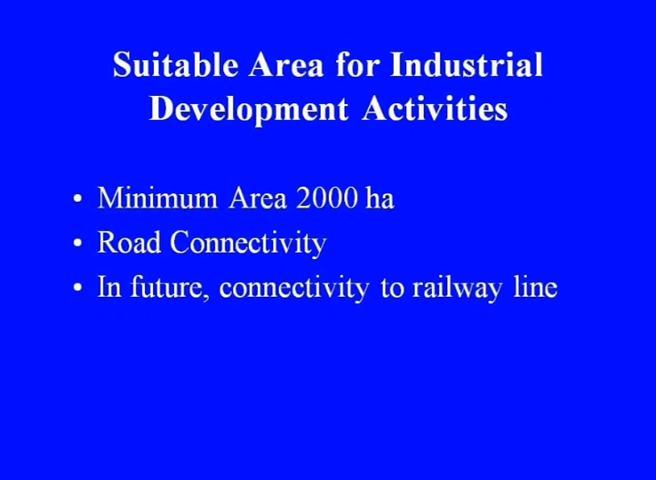 Suitable Area for Industrial
Development Activities
• Minimum Area 2000 ha
• Road Connectivity
• In future, connectivity to railway line